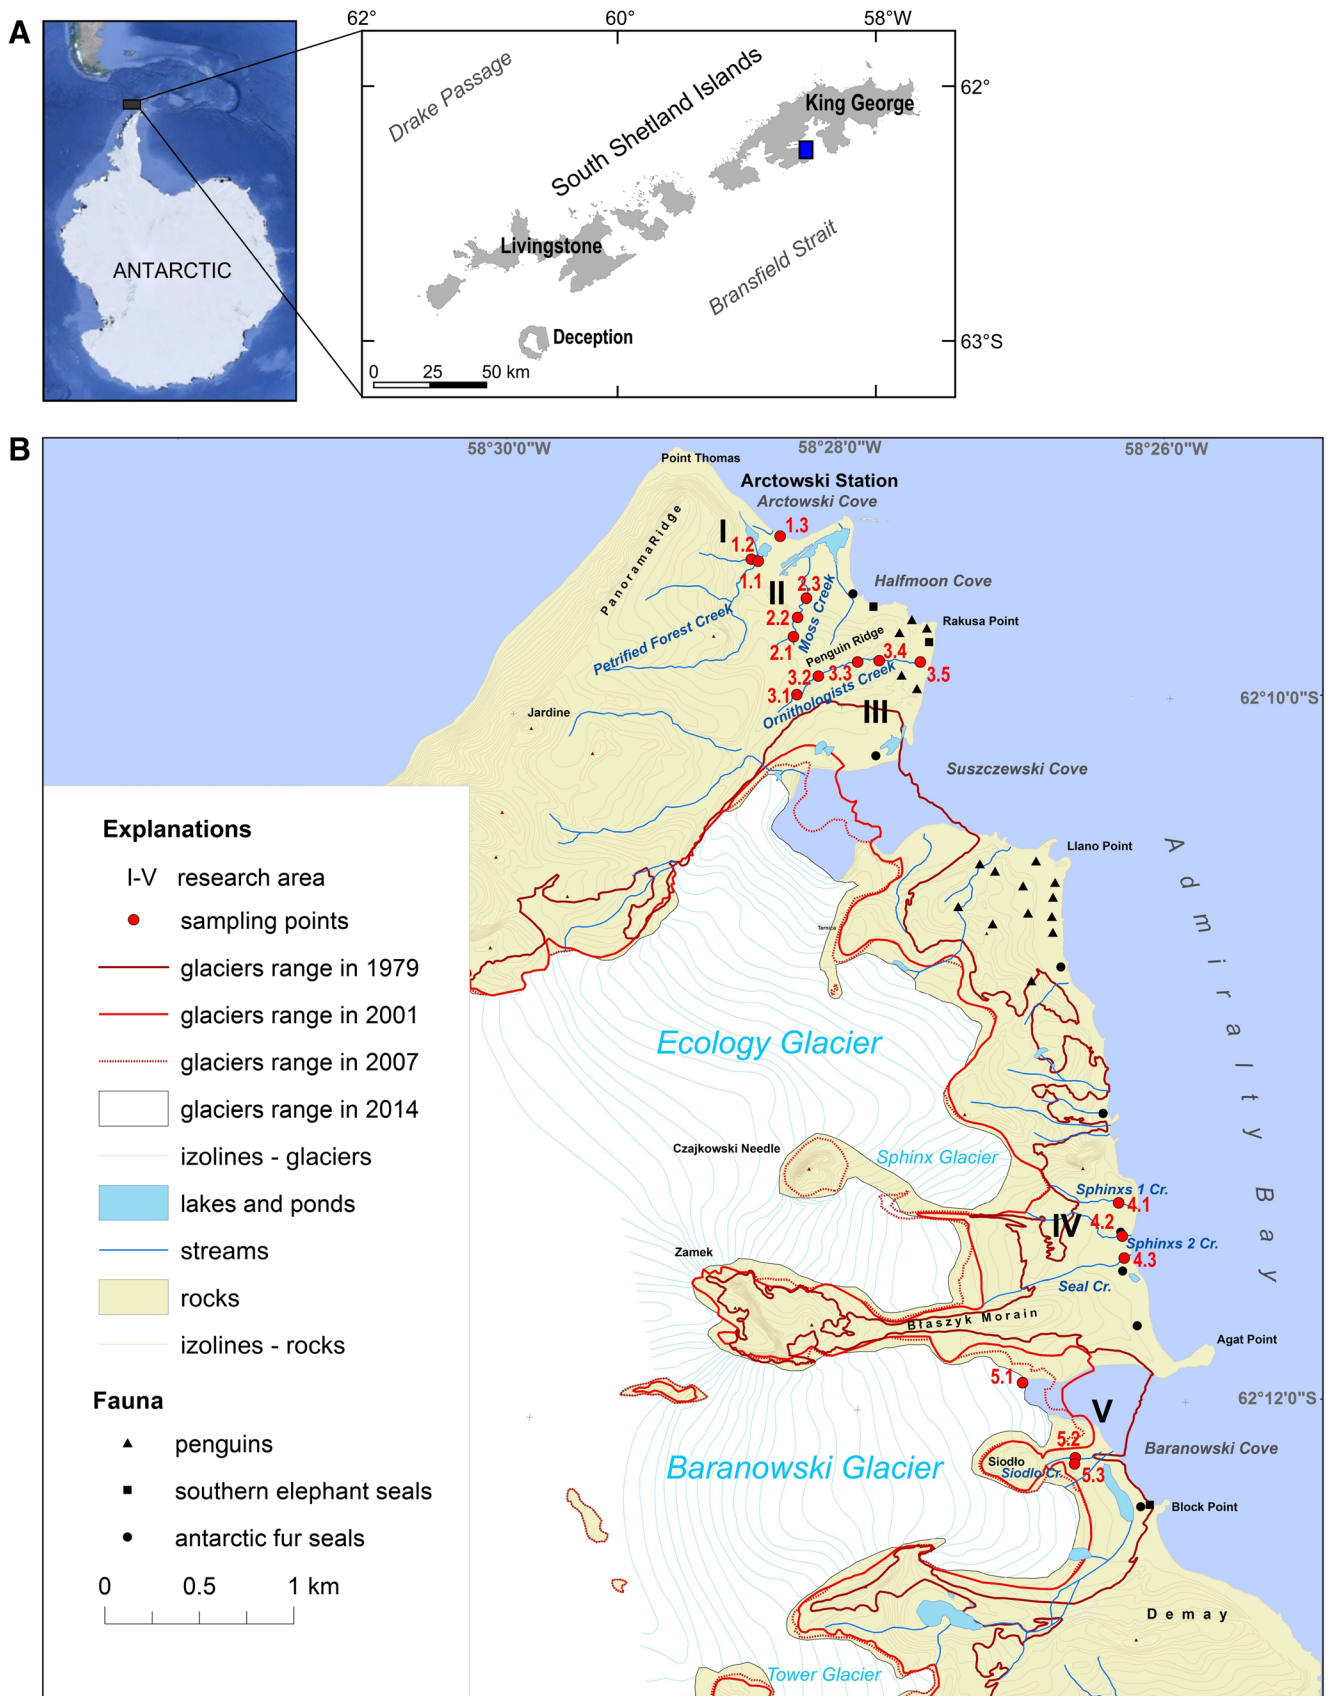 A
62°
60°
58°W
Drake Passage
South Shetland Islands
King George
62°
Livingstone
Bransfield Strait
ANTARCTIC
Deception
63°S
0 25 50 km
B
58°30'0"W
58°28'0"W
58°26'0"W
Point Thomas
Arctowski Station
Arctowski Cove
PanoramaRidge
I
1.3
1.2
1.1
II
2.3
Halfmoon Cove
2.2
Moss Creek
Petrified Forest Creek
2.1
Rakusa Point
Penguin Ridge
3.4
3.3
3.2
3.5
3.1
Ornithologists Creek
62°10'0"S
III
Jardine
Suszczewski Cove
Llano Point
Admiralty Bay
Tarnica
Ecology Glacier
Czajkowski Needle
Sphinx Glacier
Sphinxs 1 Cr.
4.1
IV
4.2
Sphinxs 2 Cr.
Zamek
4.3
Seal Cr.
Błaszyk Morain
Agat Point
5.1
62°12'0"S
V
5.2
Baranowski Cove
Siodło
Siodlo Cr.
5.3
Baranowski Glacier
Block Point
Demay
Tower Glacier
Explanations
I-V research area
sampling points
glaciers range in 1979
glaciers range in 2001
glaciers range in 2007
glaciers range in 2014
izolines - glaciers
lakes and ponds
streams
rocks
izolines - rocks
Fauna
penguins
southern elephant seals
antarctic fur seals
0 0.5 1 km